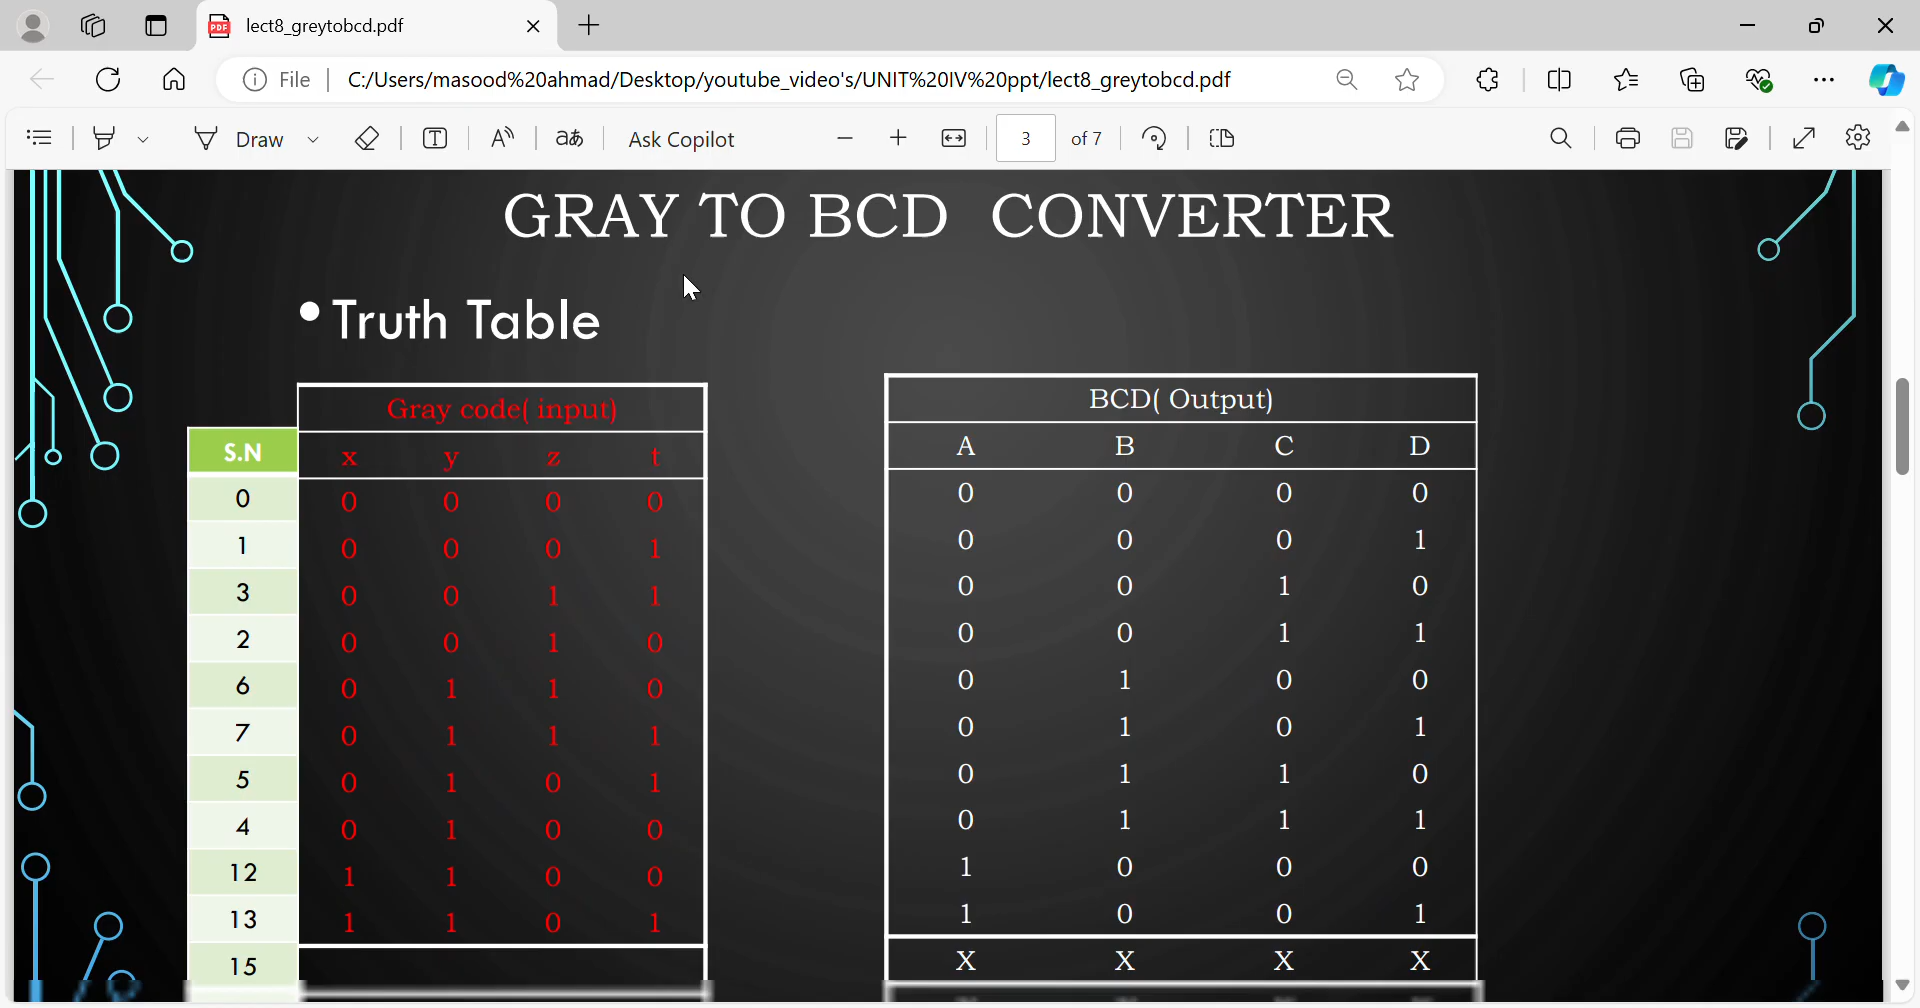 lect8_greytobcd.pdf
File C:/Users/masood%20ahmad/Desktop/youtube_video's/UNIT%20IV%20ppt/lect8_greytobcd.pdf
Draw T A aあ Ask Copilot 3 of 7
GRAY TO BCD CONVERTER
• Truth Table
Gray code( input)
S.N x y z t
0 0 0 0 0
1 0 0 0 1
3 0 0 1 1
2 0 0 1 0
6 0 1 1 0
7 0 1 1 1
5 0 1 0 1
4 0 1 0 0
12 1 1 0 0
13 1 1 0 1
15
BCD( Output)
A B C D
0 0 0 0
0 0 0 1
0 0 1 0
0 0 1 1
0 1 0 0
0 1 0 1
0 1 1 0
0 1 1 1
1 0 0 0
1 0 0 1
X X X X